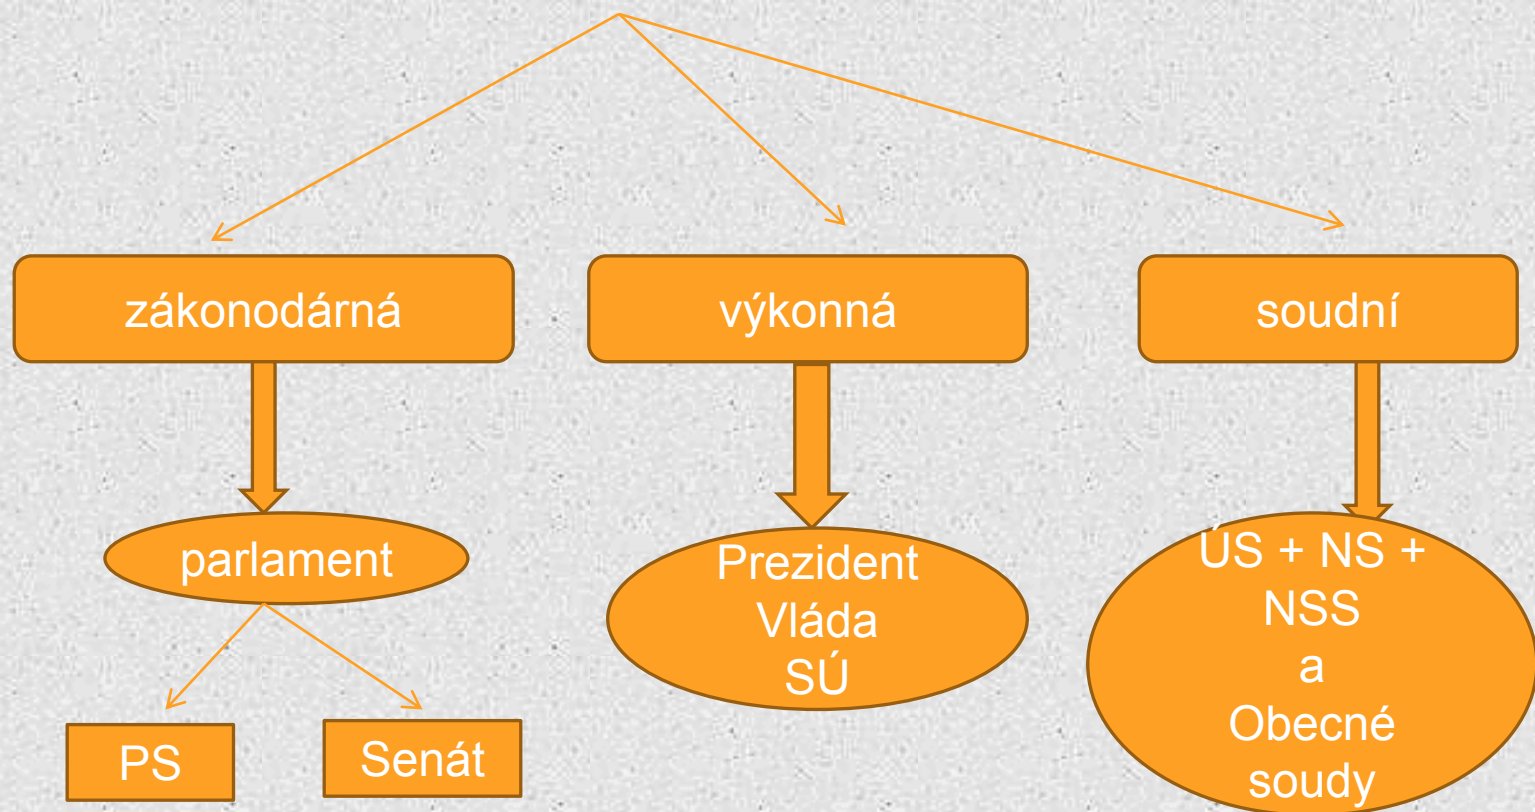 zákonodárná
výkonná
soudní
parlament
Prezident
Vláda
SÚ
ÚS + NS +
NSS
a
Obecné
soudy
PS
Senát